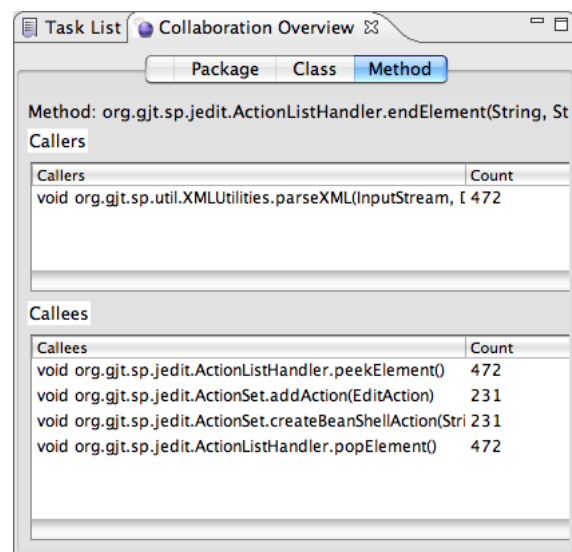 Task List Collaboration Overview
Package Class Method
Method: org.gjt.sp.jedit.ActionListHandler.endElement(String, St
Callers
Callers Count
void org.gjt.sp.util.XMLUtilities.parseXML(InputStream, [ 472
Callees
Callees Count
void org.gjt.sp.jedit.ActionListHandler.peekElement() 472
void org.gjt.sp.jedit.ActionSet.addAction(EditAction) 231
void org.gjt.sp.jedit.ActionSet.createBeanShellAction(Stri 231
void org.gjt.sp.jedit.ActionListHandler.popElement() 472